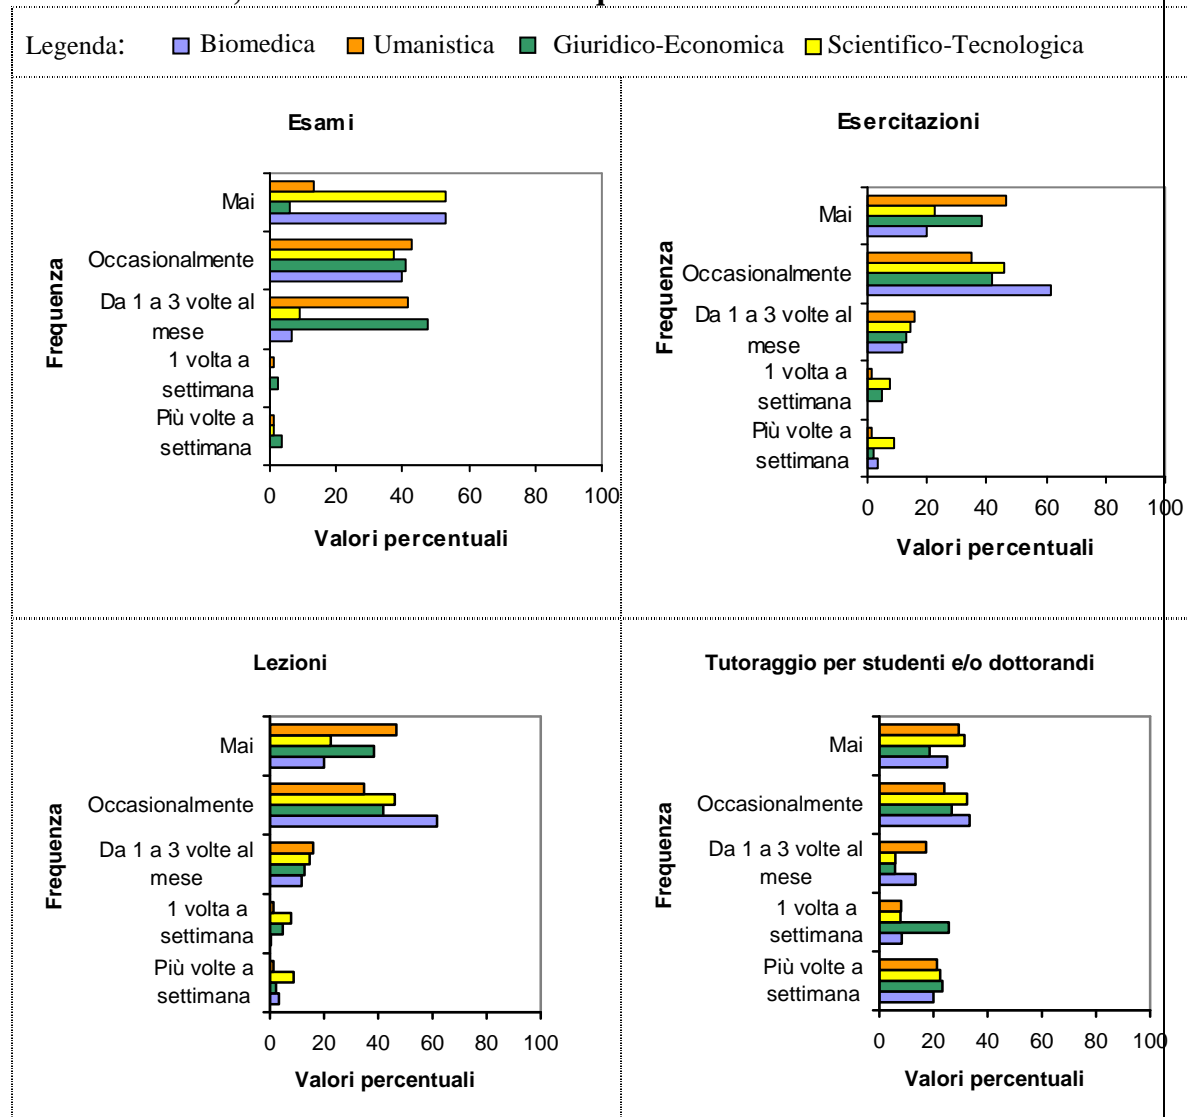 Legenda: Biomedica Umanistica Giuridico-Economica Scientifico-Tecnologica
Esami
Frequenza
Mai
Occasionalmente
Da 1 a 3 volte al
mese
1 volta a
settimana
Più volte a
settimana
0 20 40 60 80 100
Valori percentuali
Esercitazioni
Frequenza
Mai
Occasionalmente
Da 1 a 3 volte al
mese
1 volta a
settimana
Più volte a
settimana
0 20 40 60 80 100
Valori percentuali
Lezioni
Frequenza
Mai
Occasionalmente
Da 1 a 3 volte al
mese
1 volta a
settimana
Più volte a
settimana
0 20 40 60 80 100
Valori percentuali
Tutoraggio per studenti e/o dottorandi
Frequenza
Mai
Occasionalmente
Da 1 a 3 volte al
mese
1 volta a
settimana
Più volte a
settimana
0 20 40 60 80 100
Valori percentuali